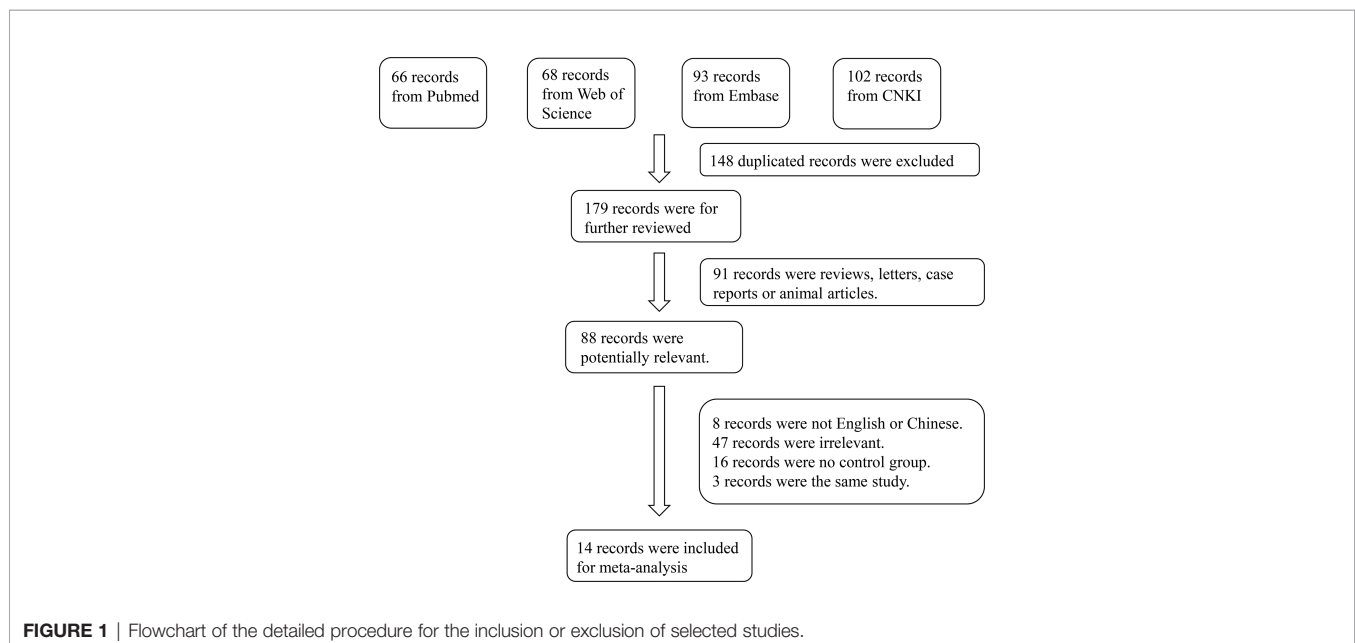 66 records
from Pubmed
68 records
from Web of
Science
93 records
from Embase
102 records
from CNKI
148 duplicated records were excluded
179 records were for
further reviewed
91 records were reviews, letters, case
reports or animal articles.
88 records were
potentially relevant.
8 records were not English or Chinese.
47 records were irrelevant.
16 records were no control group.
3 records were the same study.
14 records were included
for meta-analysis
FIGURE 1 | Flowchart of the detailed procedure for the inclusion or exclusion of selected studies.